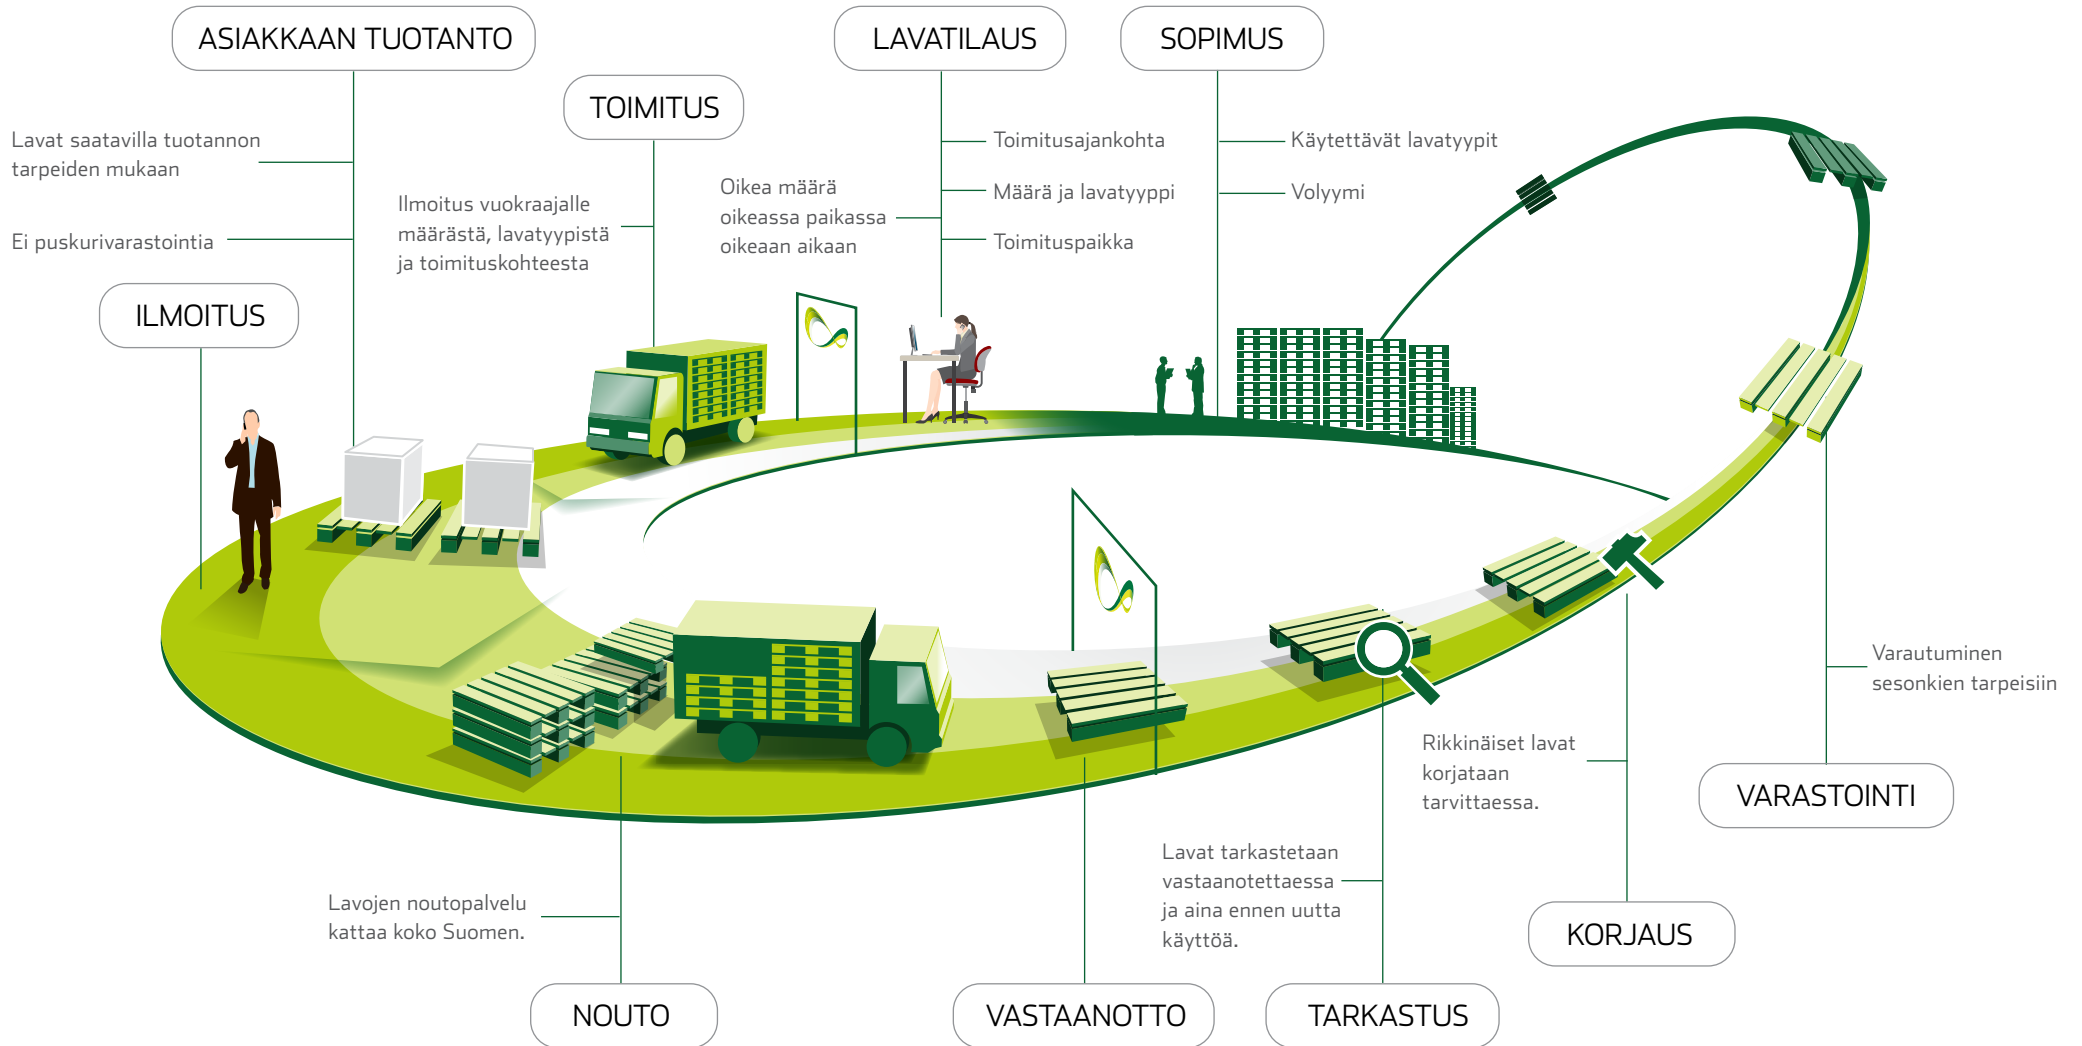 ASIAKKAAN TUOTANTO
Lavat saatavilla tuotannon
tarpeiden mukaan
Ei puskurivarastointia
ILMOITUS
TOIMITUS
Ilmoitus vuokraajalle
määrästä, lavatyypistä
ja toimituskohteesta
LAVATILAUS
Oikea määrä
oikeassa paikassa
oikeaan aikaan
Toimitusajankohta
Määrä ja lavatyyppi
Toimituspaikka
SOPIMUS
Käytettävät lavatyypit
Volyymi
Varautuminen
sesonkien tarpeisiin
VARASTOINTI
Rikkinäiset lavat
korjataan
tarvittaessa.
KORJAUS
Lavat tarkastetaan
vastaanotettaessa
ja aina ennen uutta
käyttöä.
TARKASTUS
VASTAANOTTO
Lavojen noutopalvelu
kattaa koko Suomen.
NOUTO